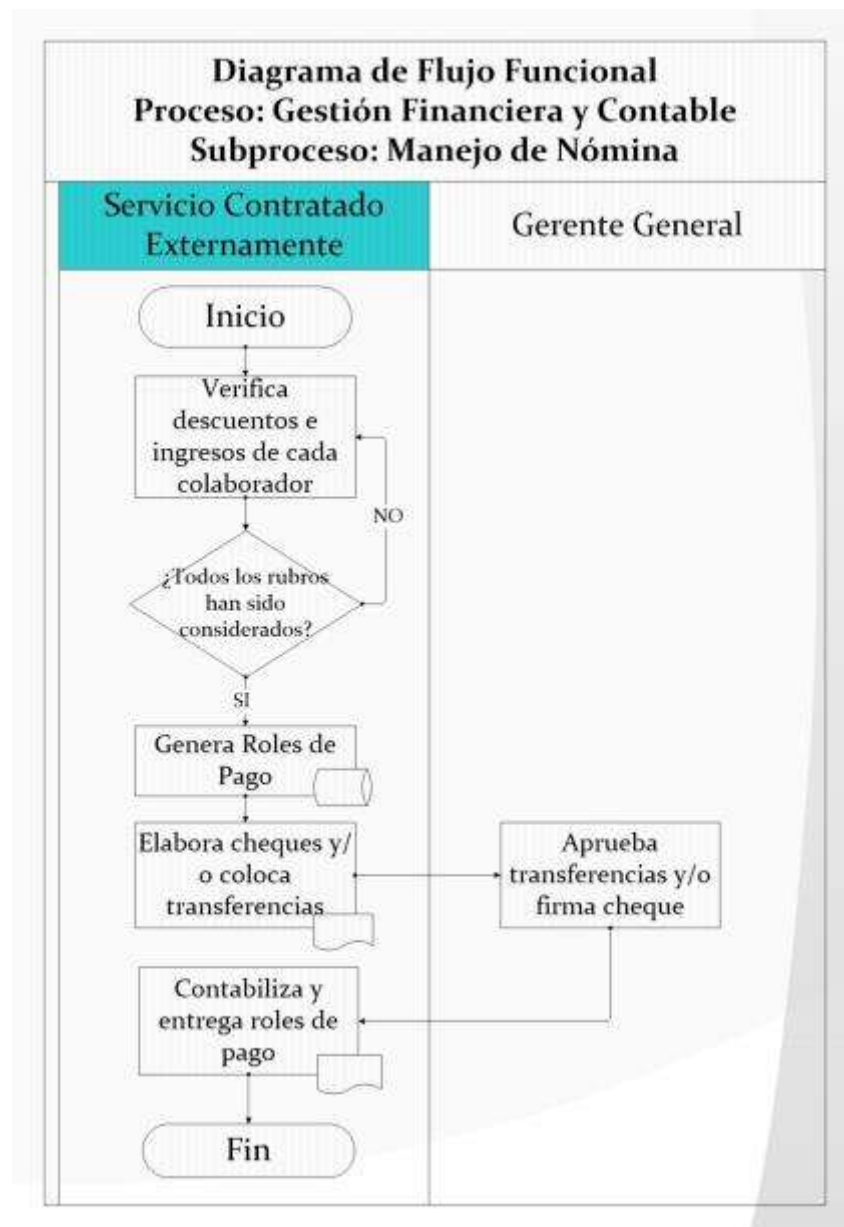 Diagrama de Flujo Funcional
Proceso: Gestión Financiera y Contable
Subproceso: Manejo de Nómina
Servicio Contratado
Externamente
Gerente General
Inicio
Verifica
descuentos e
ingresos de cada
colaborador
NO
¿Todos los rubros
han sido
considerados?
SI
Genera Roles de
Pago
Elabora cheques y/
o coloca
transferencias
Aprueba
transferencias y/o
firma cheque
Contabiliza y
entrega roles de
pago
Fin